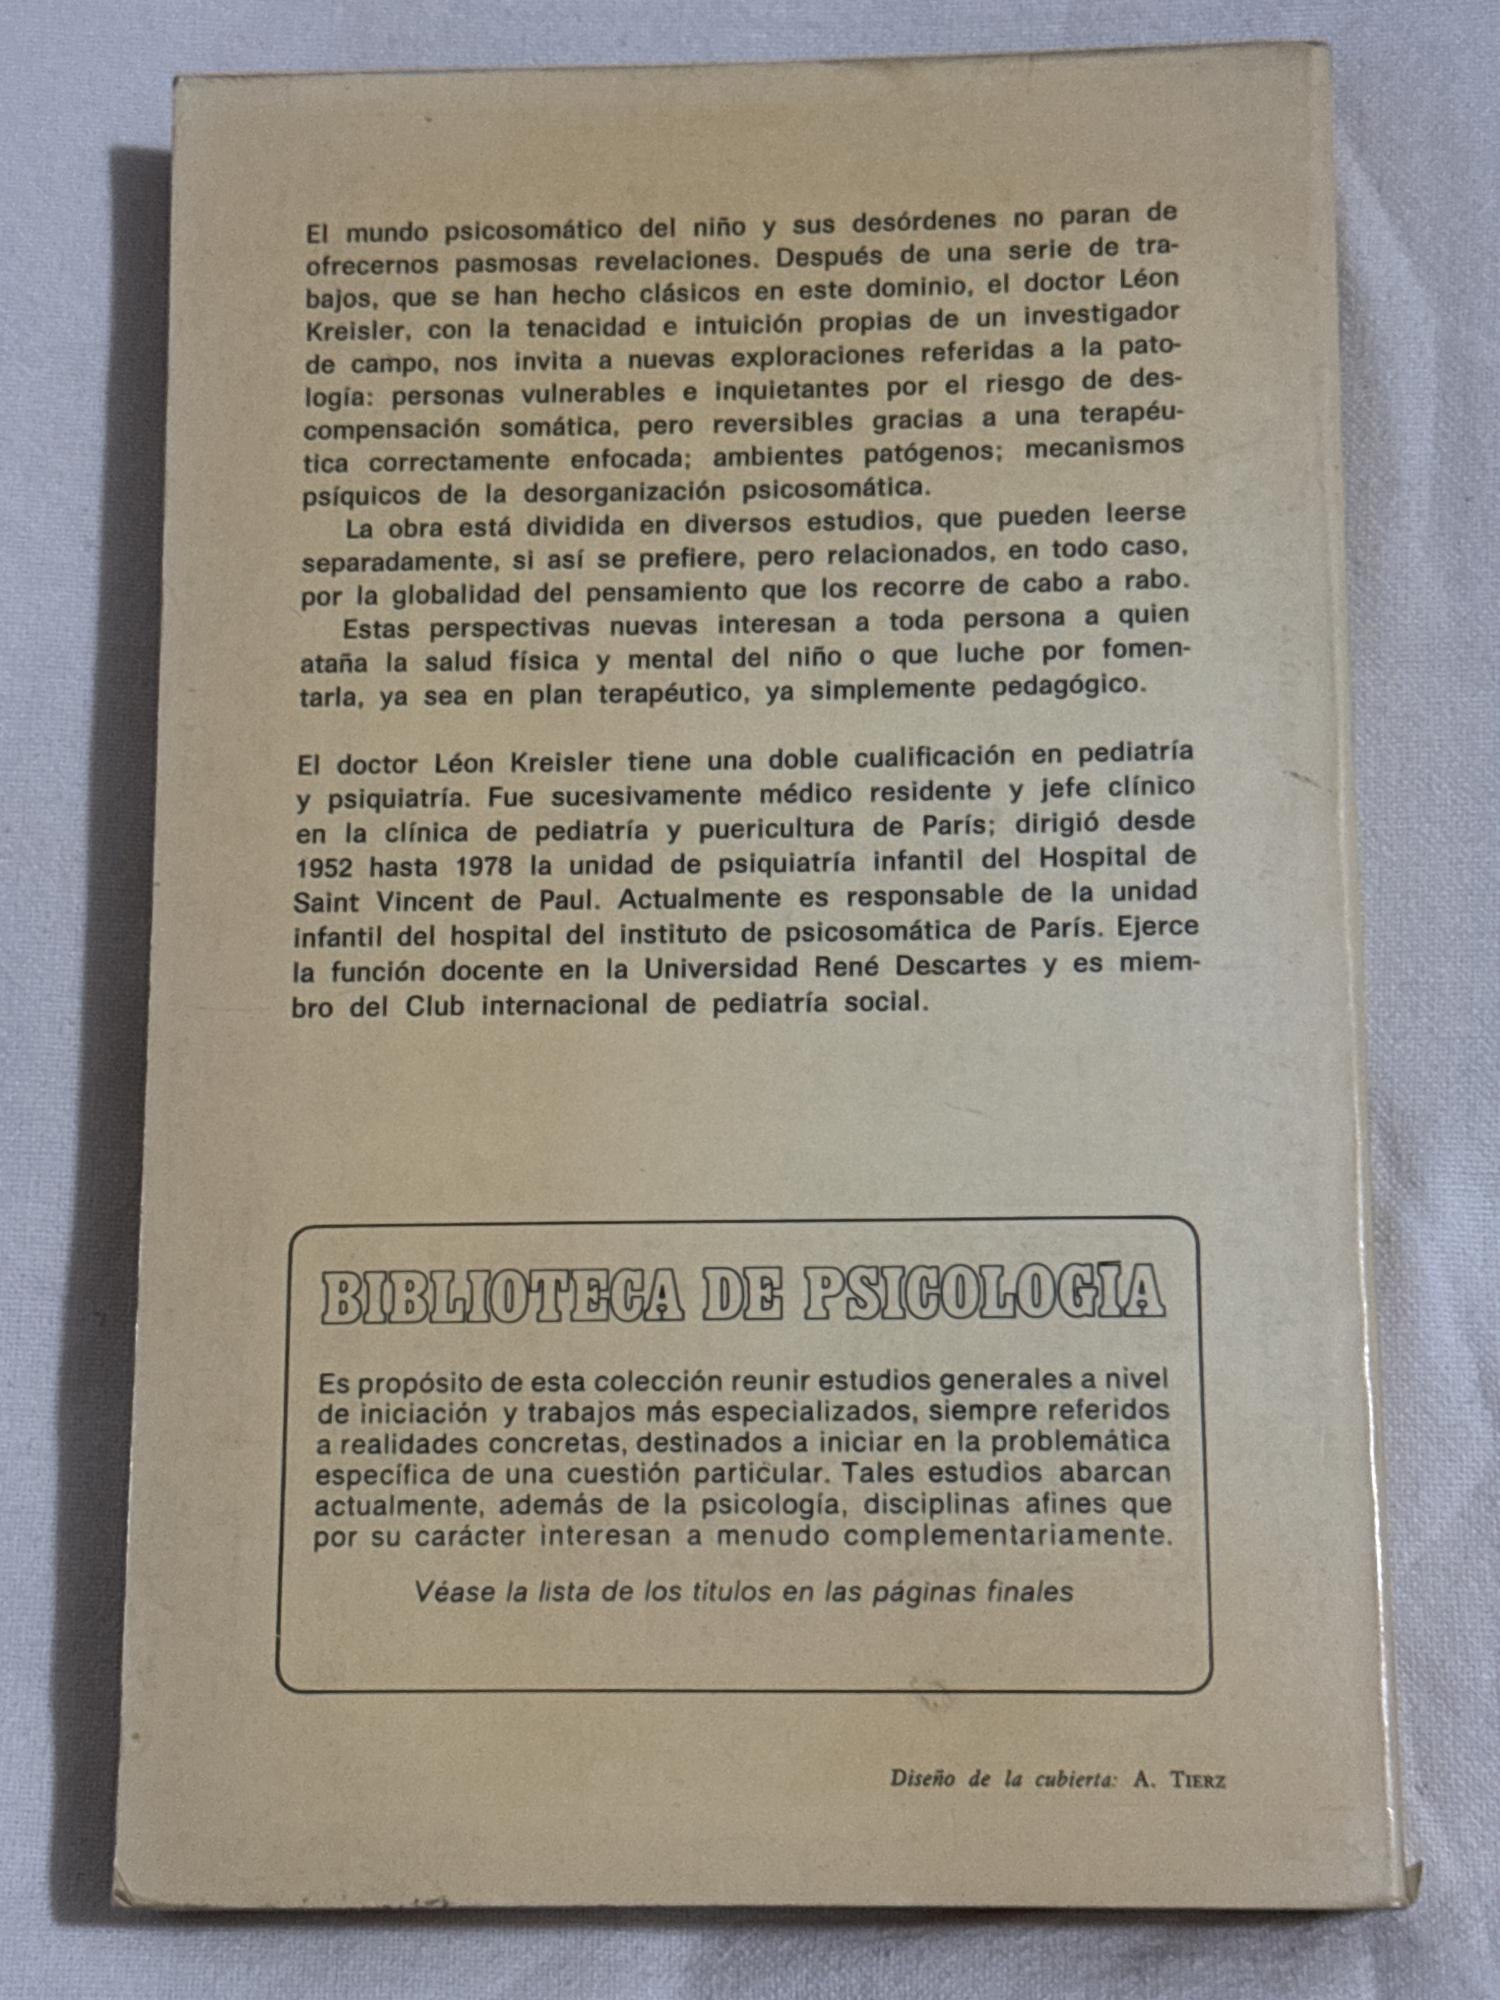 El mundo psicosomático del niño y sus desórdenes no paran de
ofrecernos pasmosas revelaciones. Después de una serie de tra-
bajos, que se han hecho clásicos en este dominio, el doctor Léon
Kreisler, con la tenacidad e intuición propias de un investigador
de campo, nos invita a nuevas exploraciones referidas a la pato-
logía: personas vulnerables e inquietantes por el riesgo de des-
compensación somática, pero reversibles gracias a una terapéu-
tica correctamente enfocada; ambientes patógenos; mecanismos
psíquicos de la desorganización psicosomática.
La obra está dividida en diversos estudios, que pueden leerse
separadamente, si así se prefiere, pero relacionados, en todo caso,
por la globalidad del pensamiento que los recorre de cabo a rabo.
Estas perspectivas nuevas interesan a toda persona a quien
ataña la salud física y mental del niño o que luche por fomen-
tarla, ya sea en plan terapéutico, ya simplemente pedagógico.
El doctor Léon Kreisler tiene una doble cualificación en pediatría
y psiquiatría. Fue sucesivamente médico residente y jefe clínico
en la clínica de pediatría y puericultura de París; dirigió desde
1952 hasta 1978 la unidad de psiquiatría infantil del Hospital de
Saint Vincent de Paul. Actualmente es responsable de la unidad
infantil del hospital del instituto de psicosomática de París. Ejerce
la función docente en la Universidad René Descartes y es miem-
bro del Club internacional de pediatría social.
BIBLIOTECA DE PSICOLOGÍA
Es propósito de esta colección reunir estudios generales a nivel
de iniciación y trabajos más especializados, siempre referidos
a realidades concretas, destinados a iniciar en la problemática
específica de una cuestión particular. Tales estudios abarcan
actualmente, además de la psicología, disciplinas afines que
por su carácter interesan a menudo complementariamente.
Véase la lista de los títulos en las páginas finales
Diseño de la cubierta: A. TIERZ